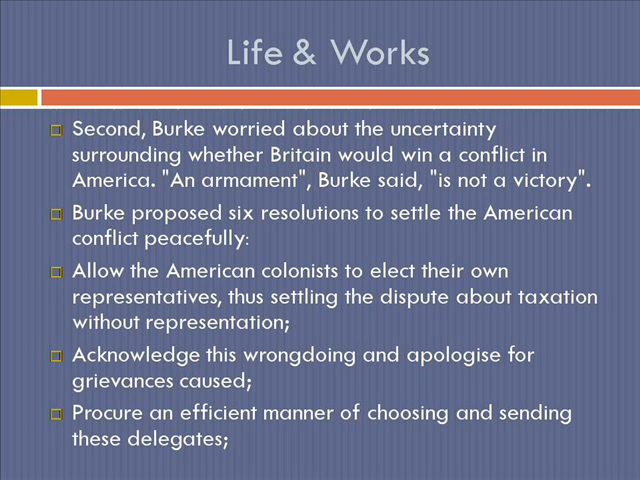 Life & Works
Second, Burke worried about the uncertainty
surrounding whether Britain would win a conflict in
America. "An armament", Burke said, "is not a victory".
Burke proposed six resolutions to settle the American
conflict peacefully:
Allow the American colonists to elect their own
representatives, thus settling the dispute about taxation
without representation;
Acknowledge this wrongdoing and apologise for
grievances caused;
Procure an efficient manner of choosing and sending
these delegates;